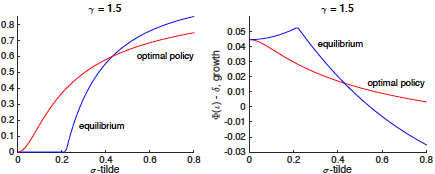 γ = 1.5
0.8
0.7
0.6
0.5
0.4
0.3
0.2
0.1
0
optimal policy
equilibrium
0 0.2 0.4 0.6 0.8
σ-tilde
γ = 1.5
Φ(ι) - δ, growth
0.05
0.04
0.03
0.02
0.01
0
-0.01
-0.02
-0.03
equilibrium
optimal policy
0 0.2 0.4 0.6 0.8
σ-tilde